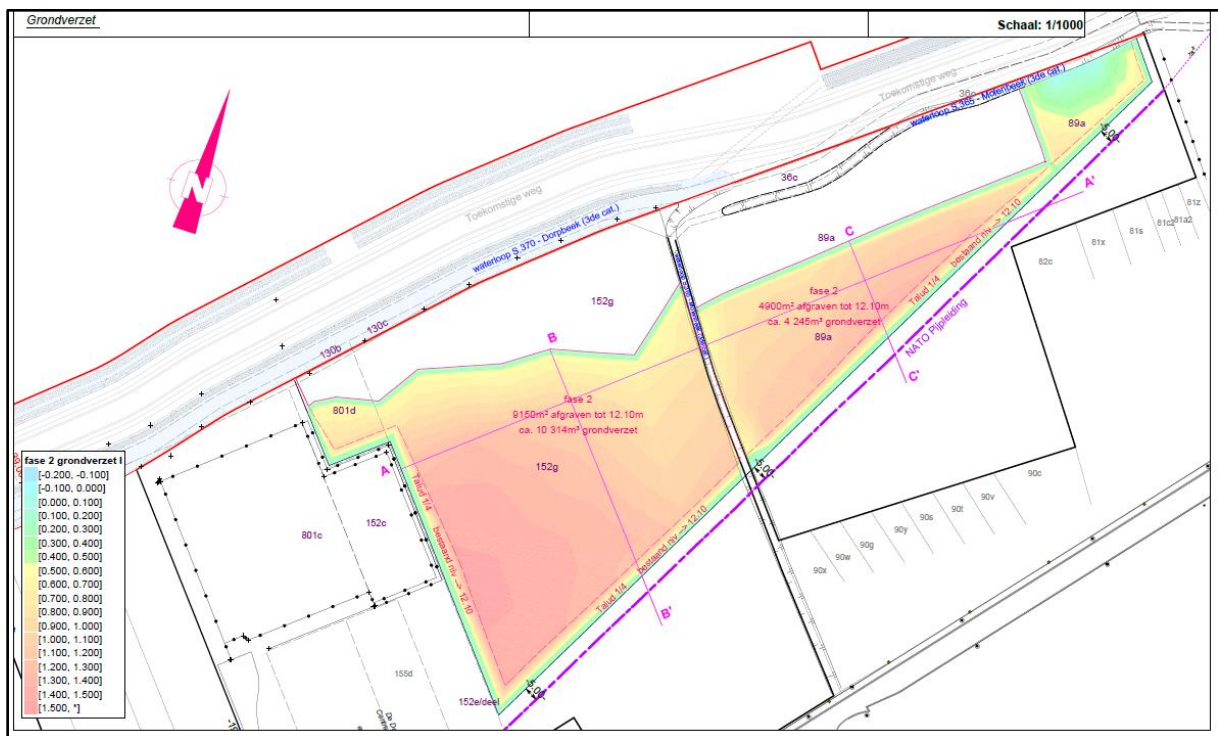 Grondverzet
Schaal: 1/1000
Toekomstige weg
waterloop S.365 - Molenbeek (3de cat.)
36c
89a
-5.00
A'
36c
Toekomstige weg
waterloop S.370 - Dorpbeek (3de cat.)
89a
C
81z
81a2
81c2
81s
81x
82c
152g
130c
130b
B
fase 2
4900m² afgraven tot 12.10m
ca. 4 245m³ grondverzet
89a
Talud 1/4 bestaand niv --> 12.10
NATO Pijpleiding
C'
801d
fase 2
9150m² afgraven tot 12.10m
ca. 10 314m³ grondverzet
152g
A
-5.00
Talud 1/4 bestaand niv --> 12.10
Talud 1/4 bestaand niv --> 12.10
B'
801c
152c
90c
90v
90t
90s
90y
90g
90w
90x
155d
152e/deel
-5.00
fase 2 grondverzet I
[-0.200, -0.100]
[-0.100, 0.000]
[0.000, 0.100]
[0.100, 0.200]
[0.200, 0.300]
[0.300, 0.400]
[0.400, 0.500]
[0.500, 0.600]
[0.600, 0.700]
[0.700, 0.800]
[0.800, 0.900]
[0.900, 1.000]
[1.000, 1.100]
[1.100, 1.200]
[1.200, 1.300]
[1.300, 1.400]
[1.400, 1.500]
[1.500, *]